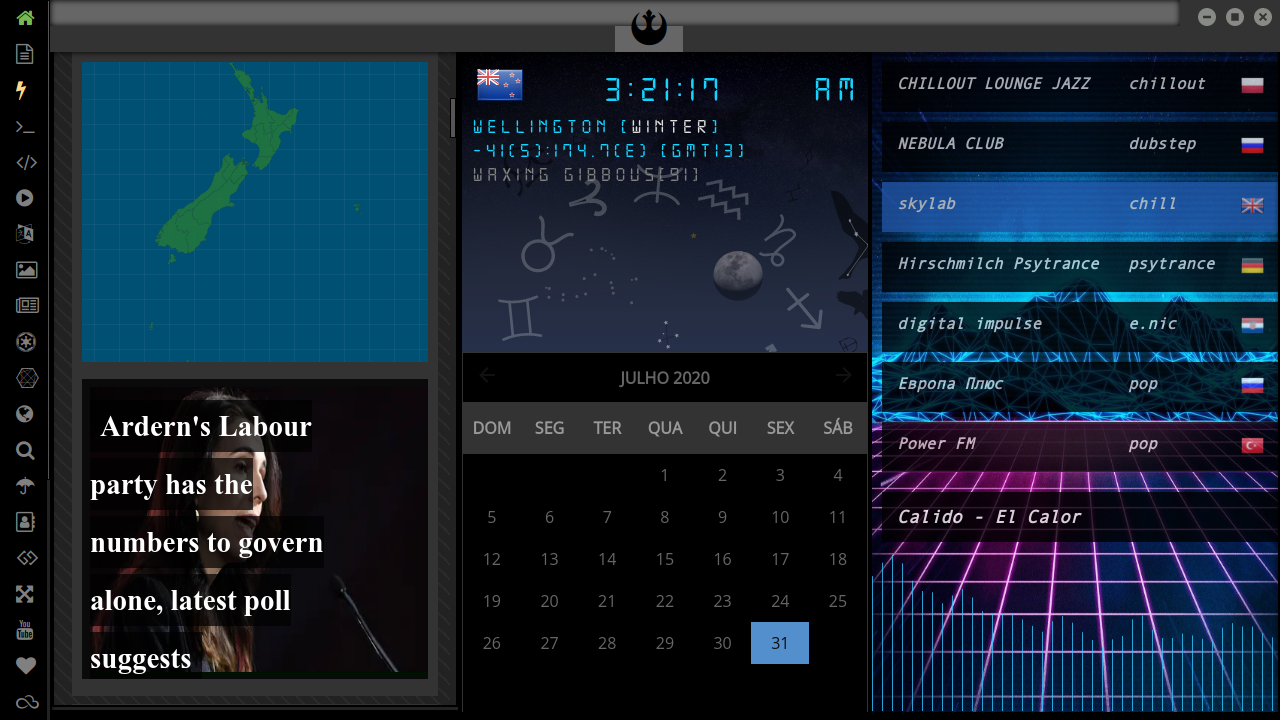 Ardern's Labour
party has the
numbers to govern
alone, latest poll
suggests
3:21:17 AM
WELLINGTON (WINTER)
-41(S):174.7(E) (GMT13)
WAXING GIBBOUS(91)
JULHO 2020
DOM SEG TER QUA QUI SEX SÁB
1 2 3 4
5 6 7 8 9 10 11
12 13 14 15 16 17 18
19 20 21 22 23 24 25
26 27 28 29 30 31
CHILLOUT LOUNGE JAZZ chillout
NEBULA CLUB dubstep
skylab chill
Hirschmilch Psytrance psytrance
digital impulse e.nic
Европа Плюс pop
Power FM pop
Calido - El Calor
You
Tube